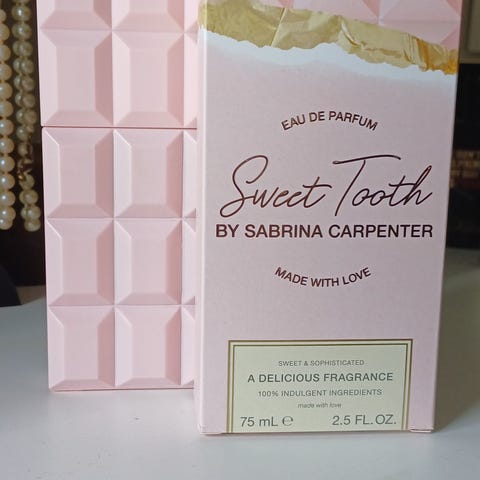 EAU DE PARFUM
Sweet Tooth
BY SABRINA CARPENTER
MADE WITH LOVE
SWEET & SOPHISTICATED
A DELICIOUS FRAGRANCE
100% INDULGENT INGREDIENTS
made with love
75 mL ℮ 2.5 FL.OZ.